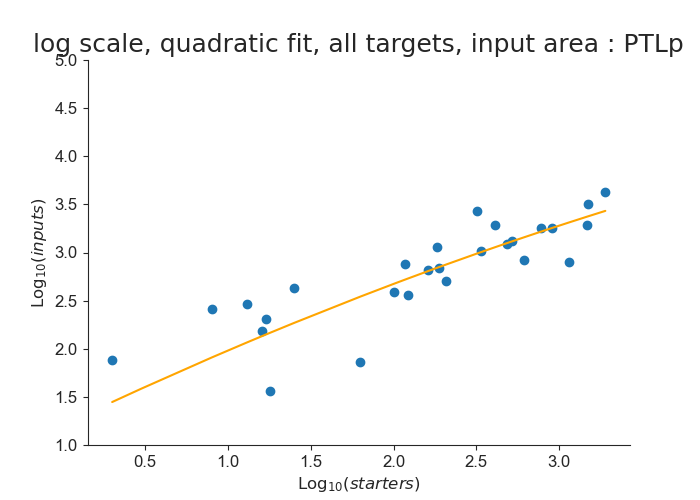 log scale, quadratic fit, all targets, input area : PTLp
5.0
4.5
4.0
3.5
3.0
2.5
2.0
1.5
1.0
Log₁₀(inputs)
0.5 1.0 1.5 2.0 2.5 3.0
Log₁₀(starters)